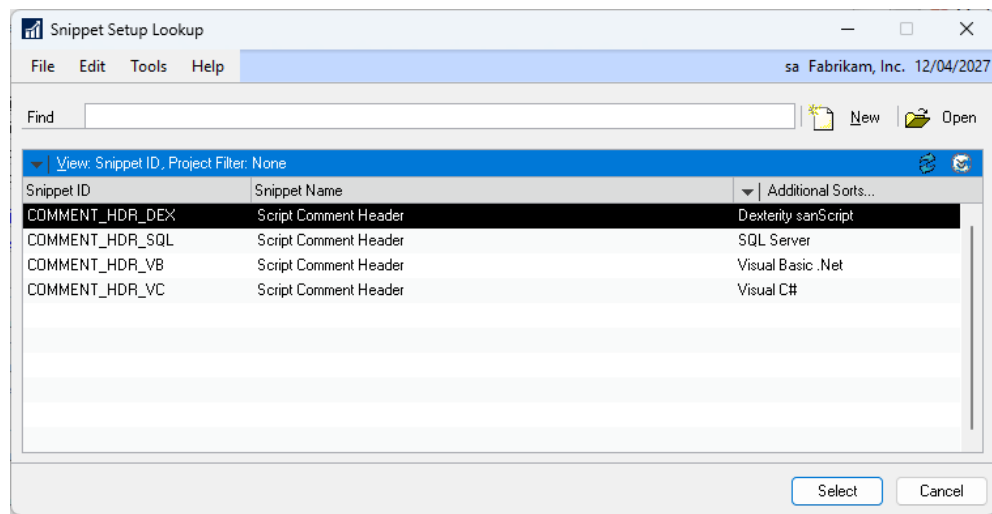 Snippet Setup Lookup
File Edit Tools Help sa Fabrikam, Inc. 12/04/2027
Find New Open
View: Snippet ID, Project Filter: None
Snippet ID Snippet Name Additional Sorts...
COMMENT_HDR_DEX Script Comment Header Dexterity sanScript
COMMENT_HDR_SQL Script Comment Header SQL Server
COMMENT_HDR_VB Script Comment Header Visual Basic .Net
COMMENT_HDR_VC Script Comment Header Visual C#
Select Cancel